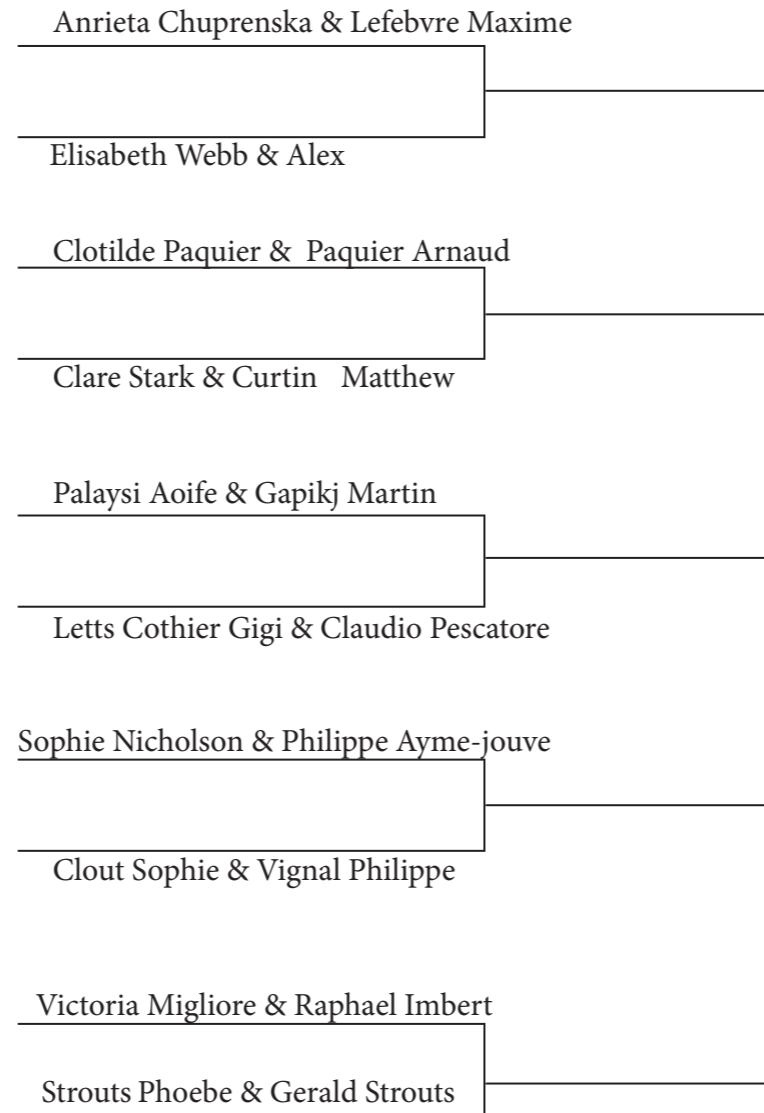 Anrieta Chuprenska & Lefebvre Maxime
Elisabeth Webb & Alex
Clotilde Paquier & Paquier Arnaud
Clare Stark & Curtin Matthew
Palaysi Aoife & Gapikj Martin
Letts Cothier Gigi & Claudio Pescatore
Sophie Nicholson & Philippe Ayme-jouve
Clout Sophie & Vignal Philippe
Victoria Migliore & Raphael Imbert
Strouts Phoebe & Gerald Strouts